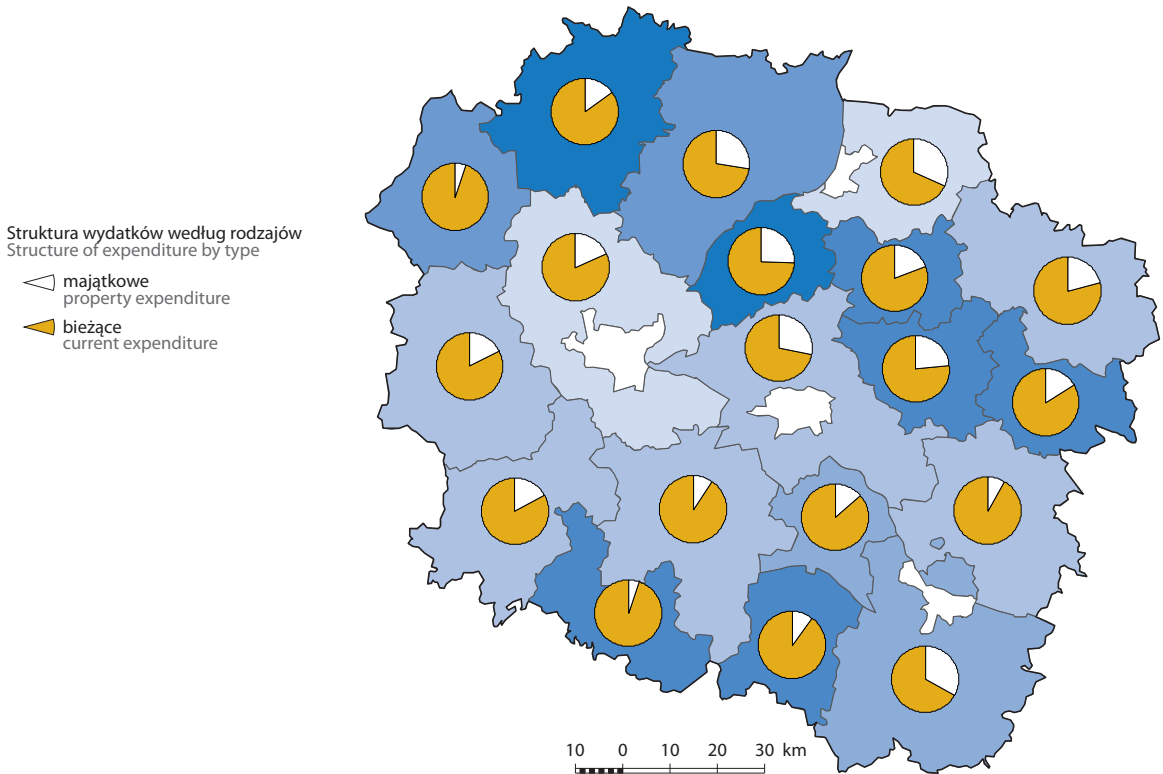 Struktura wydatków według rodzajów
Structure of expenditure by type
majątkowe
property expenditure
bieżące
current expenditure
10 0 10 20 30 km